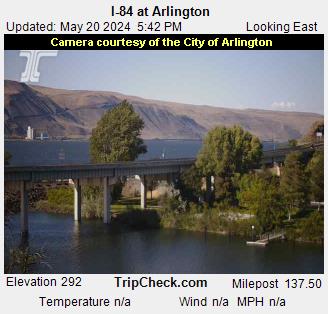 I-84 at Arlington
Updated: May 20 2024 5:42 PM Looking East
Camera courtesy of the City of Arlington
Elevation 292 TripCheck.com Milepost 137.50
Temperature n/a Wind n/a MPH n/a